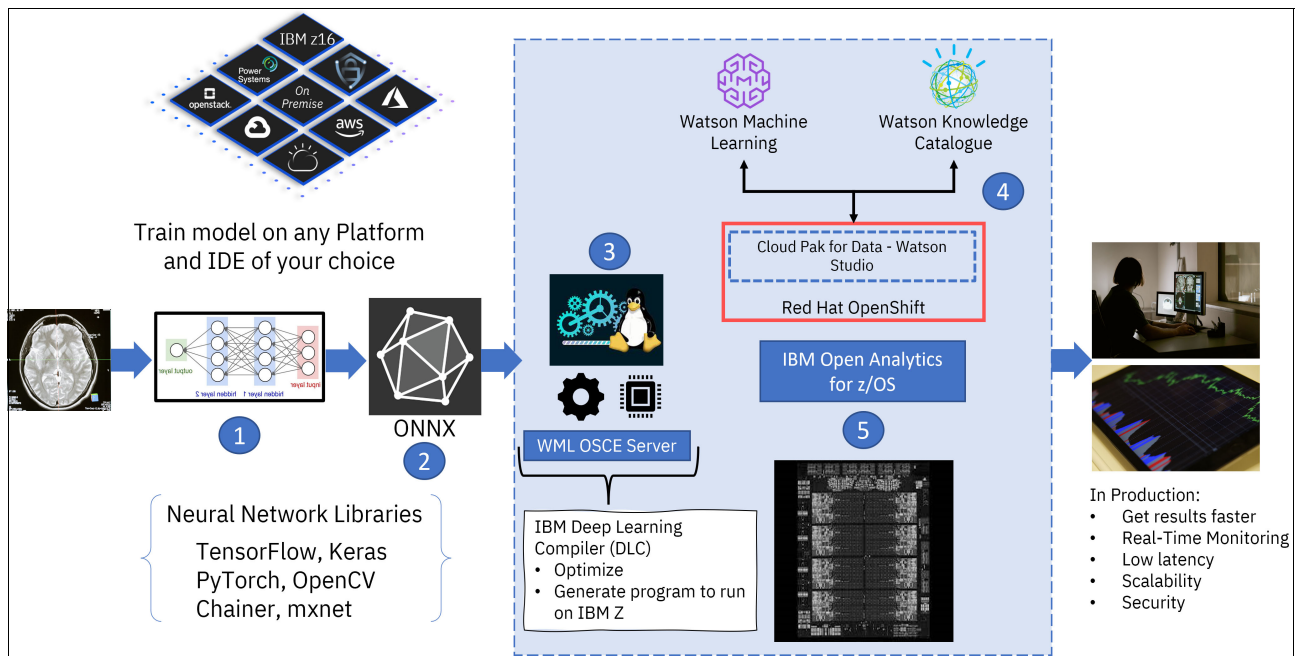 IBM z16
Power
Systems
openstack.
On
Premise
aws
Train model on any Platform
and IDE of your choice
output layer
hidden layer 2
hidden layer 1
input layer
1
ONNX
2
Neural Network Libraries
TensorFlow, Keras
PyTorch, OpenCV
Chainer, mxnet
3
WML OSCE Server
IBM Deep Learning
Compiler (DLC)
• Optimize
• Generate program to run
on IBM Z
Watson Machine
Learning
Watson Knowledge
Catalogue
4
Cloud Pak for Data - Watson
Studio
Red Hat OpenShift
IBM Open Analytics
for z/OS
5
In Production:
• Get results faster
• Real-Time Monitoring
• Low latency
• Scalability
• Security